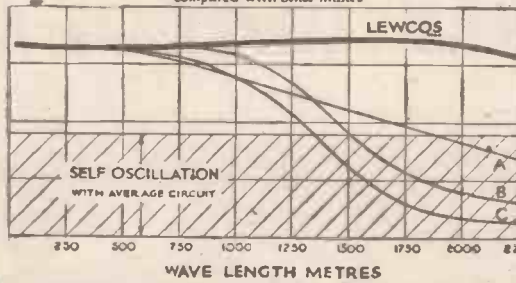 compared with other makes
LEWCOS
SELF OSCILLATION
WITH AVERAGE CIRCUIT
A
B
C
250 500 750 1000 1250 1500 1750 2000
WAVE LENGTH METRES